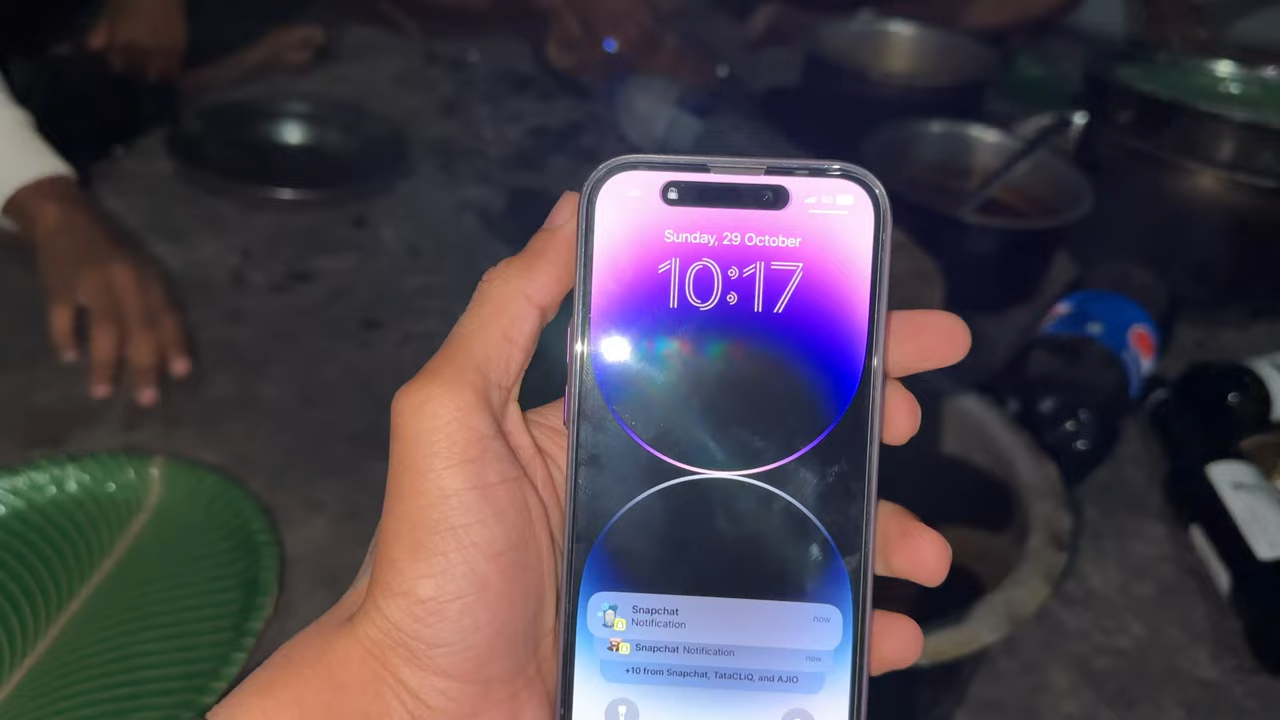 Sunday, 29 October
10:17
Snapchat
Notification
now
Snapchat Notification
now
+10 from Snapchat, TataCLiQ, and AJIO